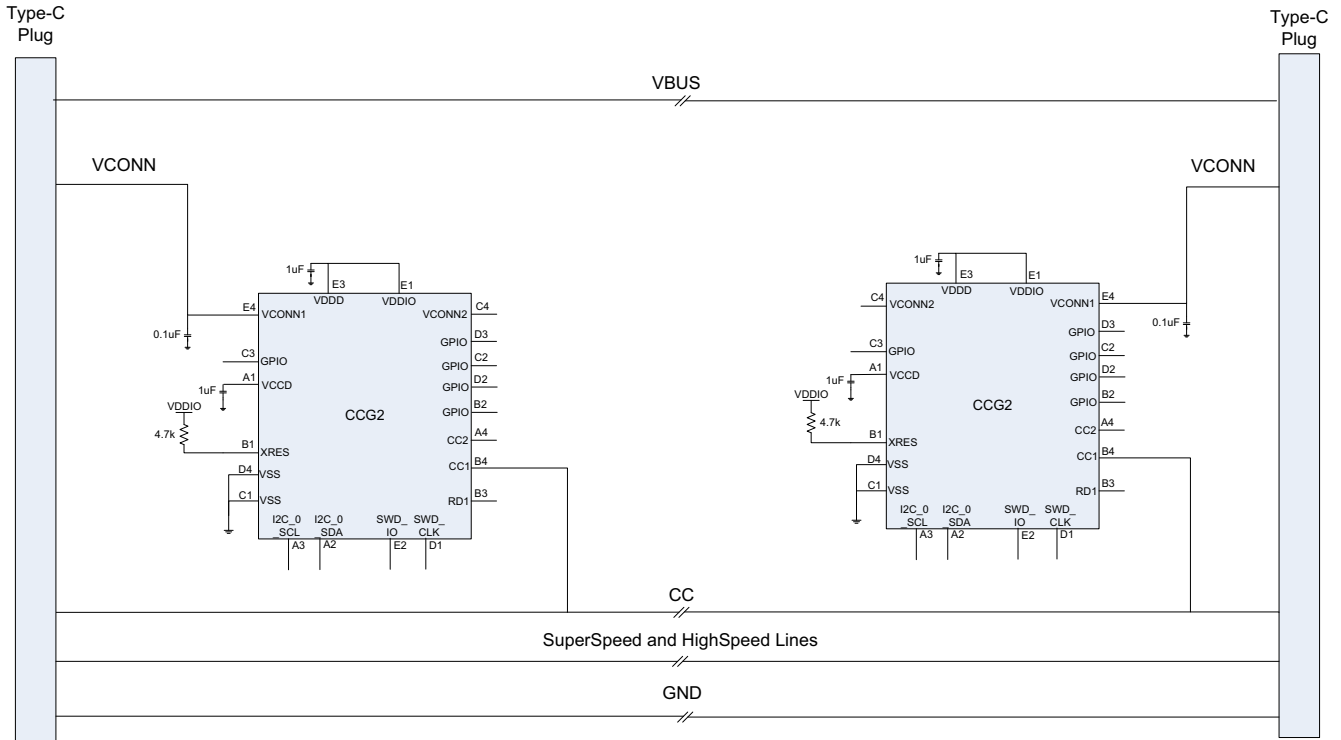 Type-C
Plug
Type-C
Plug
VBUS
VCONN
VCONN
1uF
E3
E1
VDDD
VDDIO
E4
VCONN1
VCONN2
C4
0.1uF
GPIO
D3
C3
GPIO
GPIO
C2
A1
VCCD
1uF
GPIO
D2
VDDIO
CCG2
GPIO
B2
4.7k
CC2
A4
B1
XRES
CC1
B4
D4
VSS
C1
VSS
RD1
B3
I2C_0
_SCL
I2C_0
_SDA
SWD_
IO
SWD_
CLK
A3
A2
E2
D1
1uF
E3
E1
VDDD
VDDIO
C4
VCONN2
VCONN1
E4
0.1uF
GPIO
D3
C3
GPIO
GPIO
C2
A1
VCCD
1uF
GPIO
D2
VDDIO
CCG2
GPIO
B2
4.7k
CC2
A4
B1
XRES
CC1
B4
D4
VSS
C1
VSS
RD1
B3
I2C_0
_SCL
I2C_0
_SDA
SWD_
IO
SWD_
CLK
A3
A2
E2
D1
CC
SuperSpeed and HighSpeed Lines
GND